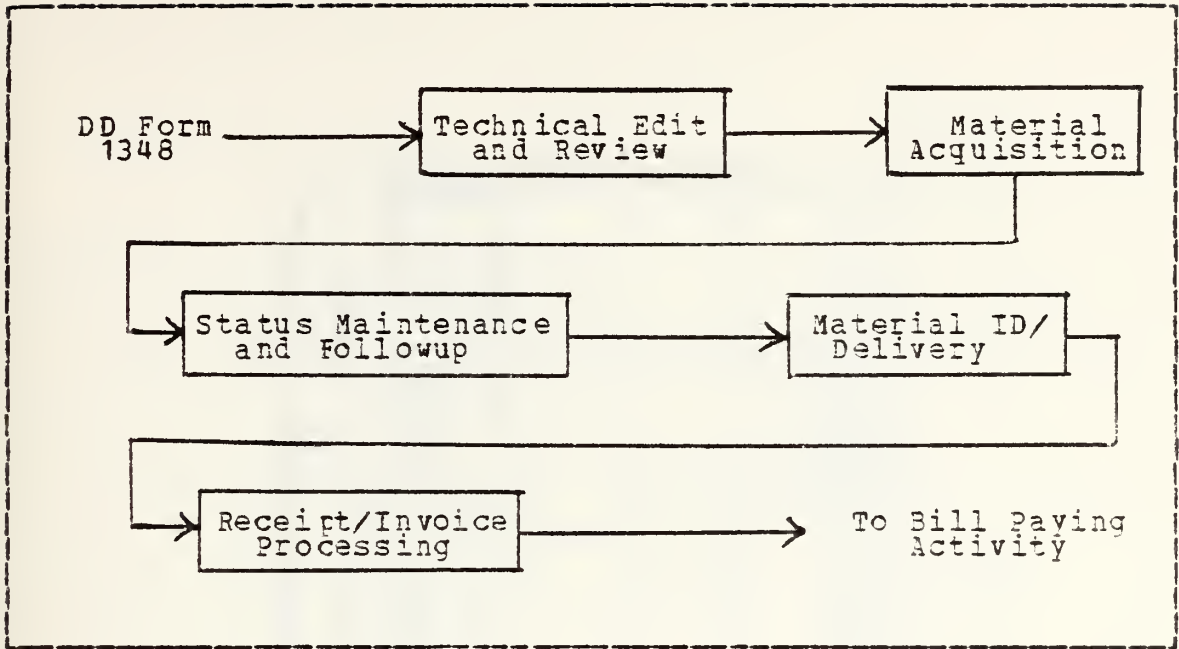 DD Form
1348
Technical Edit
and Review
Material
Acquisition
Status Maintenance
and Followup
Material ID/
Delivery
Receipt/Invoice
Processing
To Bill Paying
Activity